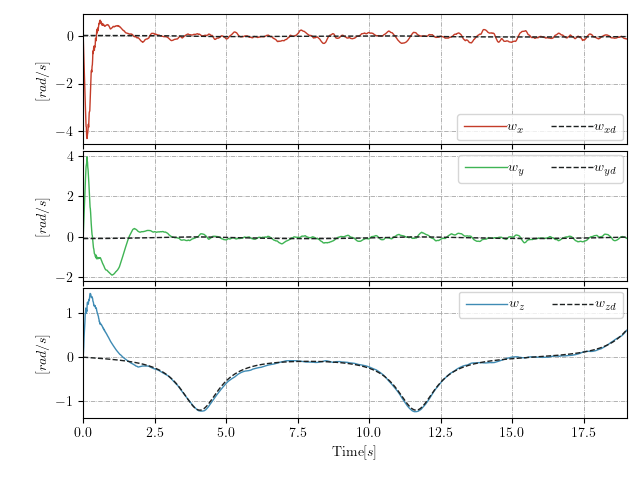 0
−2
−4
[rad/s]
w_x w_xd
4
2
0
−2
[rad/s]
w_y w_yd
1
0
−1
[rad/s]
w_z w_zd
0.0 2.5 5.0 7.5 10.0 12.5 15.0 17.5
Time[s]